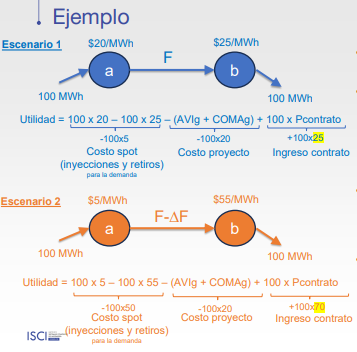 Ejemplo
Escenario 1
$20/MWh
$25/MWh
F
a
b
100 MWh
100 MWh
Utilidad = 100 x 20 – 100 x 25 – (AVIg + COMAg) + 100 x Pcontrato
-100x5
-100x20
+100x25
Costo spot
Costo proyecto
Ingreso contrato
(inyecciones y retiros)
para la demanda
Escenario 2
$5/MWh
$55/MWh
F-ΔF
a
b
100 MWh
100 MWh
Utilidad = 100 x 5 – 100 x 55 – (AVIg + COMAg) + 100 x Pcontrato
-100x50
-100x20
+100x70
Costo spot
Costo proyecto
Ingreso contrato
(inyecciones y retiros)
para la demanda
ISCI